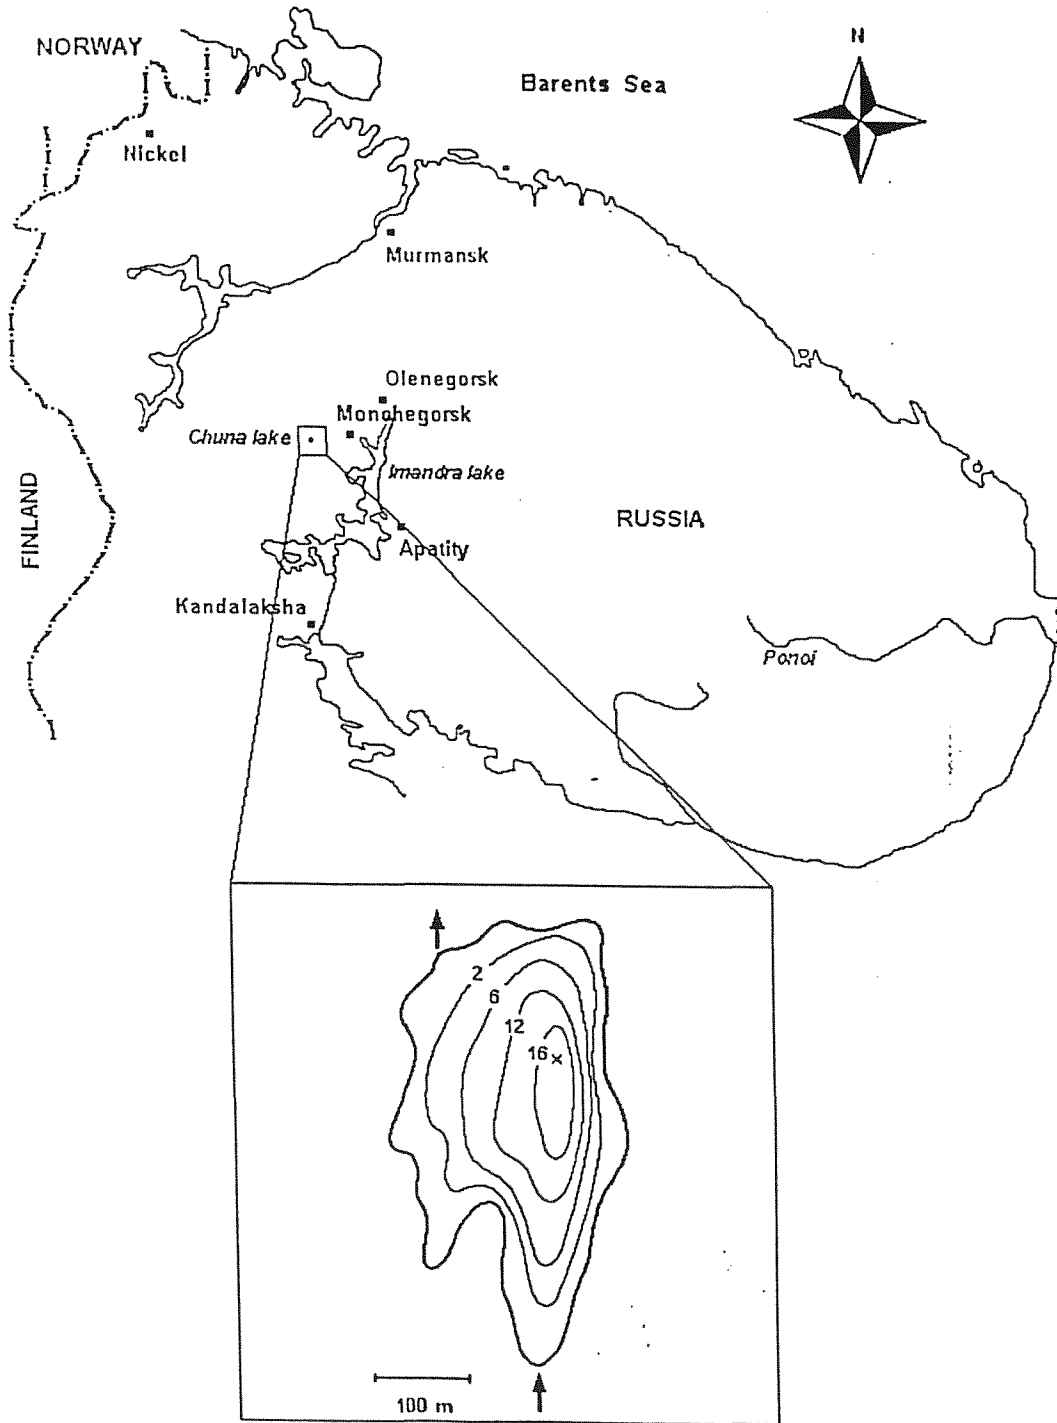 NORWAY
N
Barents Sea
Nickel
Murmansk
Olenegorsk
Monchegorsk
Chuna lake
Imandra lake
FINLAND
RUSSIA
Apatity
Kandalaksha
Ponoi
2
6
12
16
×
100 m